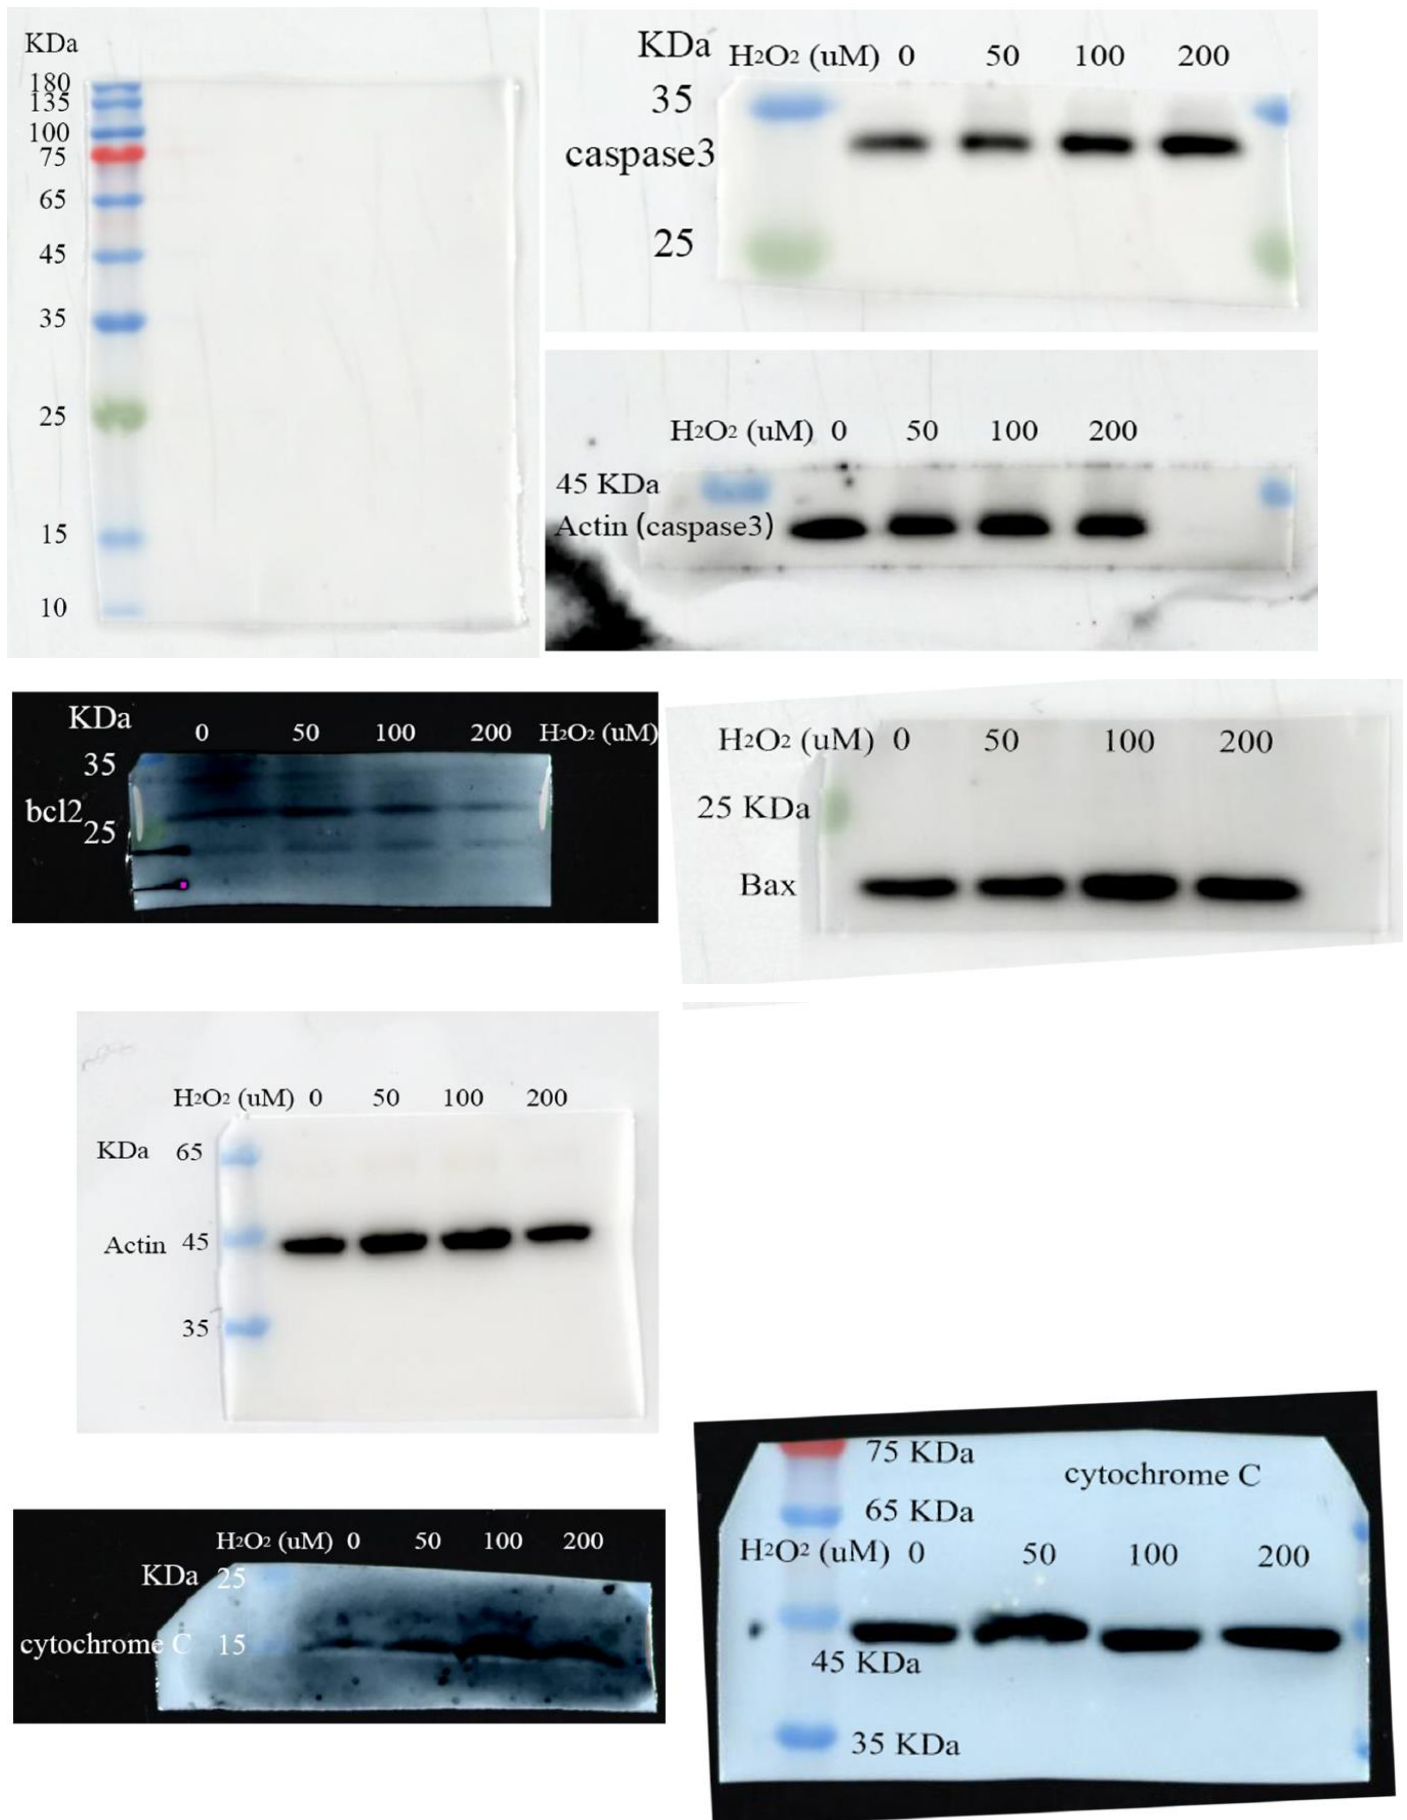 KDa
180
135
100
75
65
45
35
25
15
10
KDa H2O2 (uM) 0 50 100 200
35
caspase3
25
H2O2 (uM) 0 50 100 200
45 KDa
Actin (caspase3)
KDa 0 50 100 200 H2O2 (uM)
35
bcl2
25
H2O2 (uM) 0 50 100 200
25 KDa
Bax
H2O2 (uM) 0 50 100 200
KDa 65
Actin 45
35
H2O2 (uM) 0 50 100 200
KDa 25
cytochrome C 15
75 KDa
cytochrome C
65 KDa
H2O2 (uM) 0 50 100 200
45 KDa
35 KDa